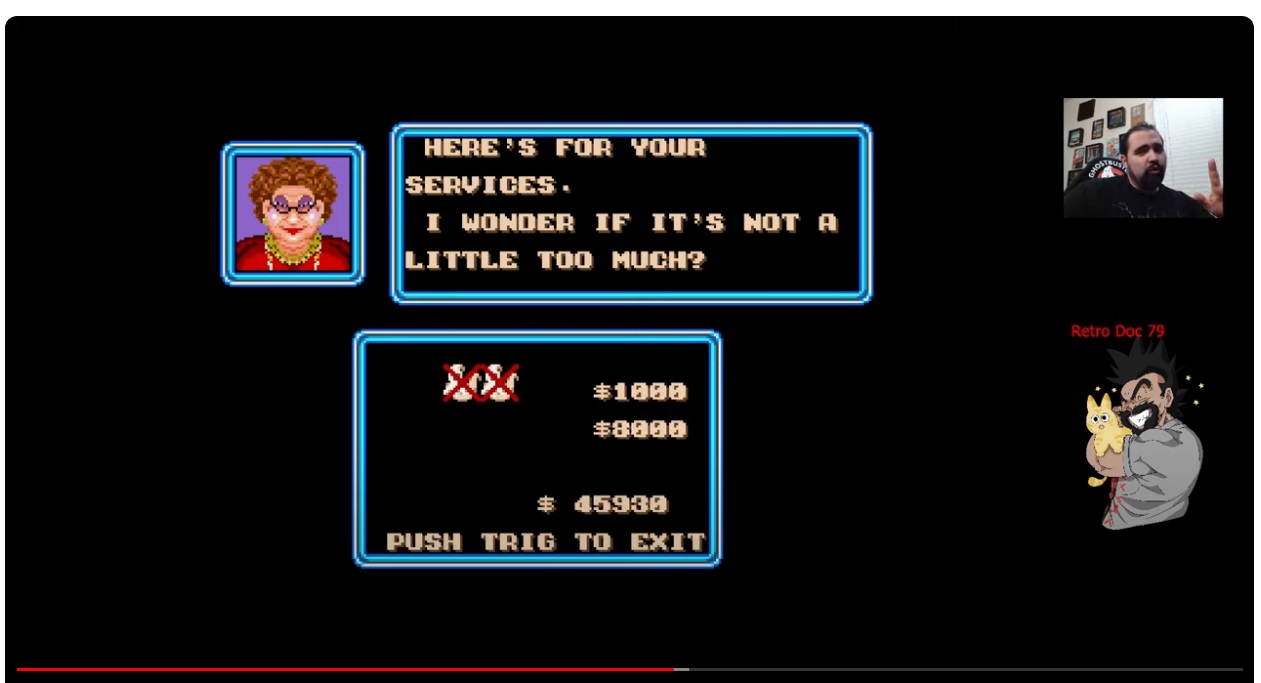 HERE'S FOR YOUR
SERVICES.
I WONDER IF IT'S NOT A
LITTLE TOO MUCH?
$1000
$8000
$ 45930
PUSH TRIG TO EXIT
GHOSTBUS
Retro Doc 79